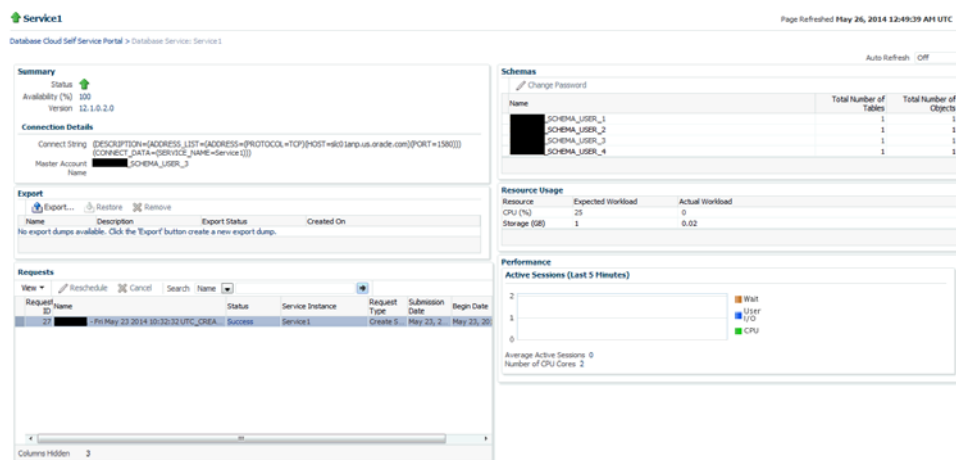 Service1
Page Refreshed May 26, 2014 12:49:39 AM UTC
Database Cloud Self Service Portal > Database Service: Service1
Auto Refresh Off
Summary
Status
Availability (%) 100
Version 12.1.0.2.0
Connection Details
Connect String (DESCRIPTION=(ADDRESS_LIST=(ADDRESS=(PROTOCOL=TCP)(HOST=slc01anp.us.oracle.com)(PORT=1580)))
(CONNECT_DATA=(SERVICE_NAME=Service1)))
Master Account _SCHEMA_USER_3
Name
Export
Export... Restore Remove
Name Description Export Status Created On
No export dumps available. Click the 'Export' button create a new export dump.
Requests
View Reschedule Cancel Search Name
Request ID Name Status Service Instance Request Type Submission Date Begin Date
27 - Fri May 23 2014 10:32:32 UTC_CREA... Success Service1 Create S... May 23, 2... May 23, 20
Columns Hidden 3
Schemas
Change Password
Name Total Number of Tables Total Number of Objects
_SCHEMA_USER_1 1 1
_SCHEMA_USER_2 1 1
_SCHEMA_USER_3 1 1
_SCHEMA_USER_4 1 1
Resource Usage
Resource Expected Workload Actual Workload
CPU (%) 25 0
Storage (GB) 1 0.02
Performance
Active Sessions (Last 5 Minutes)
2
1
0
Wait
User I/O
CPU
Average Active Sessions 0
Number of CPU Cores 2